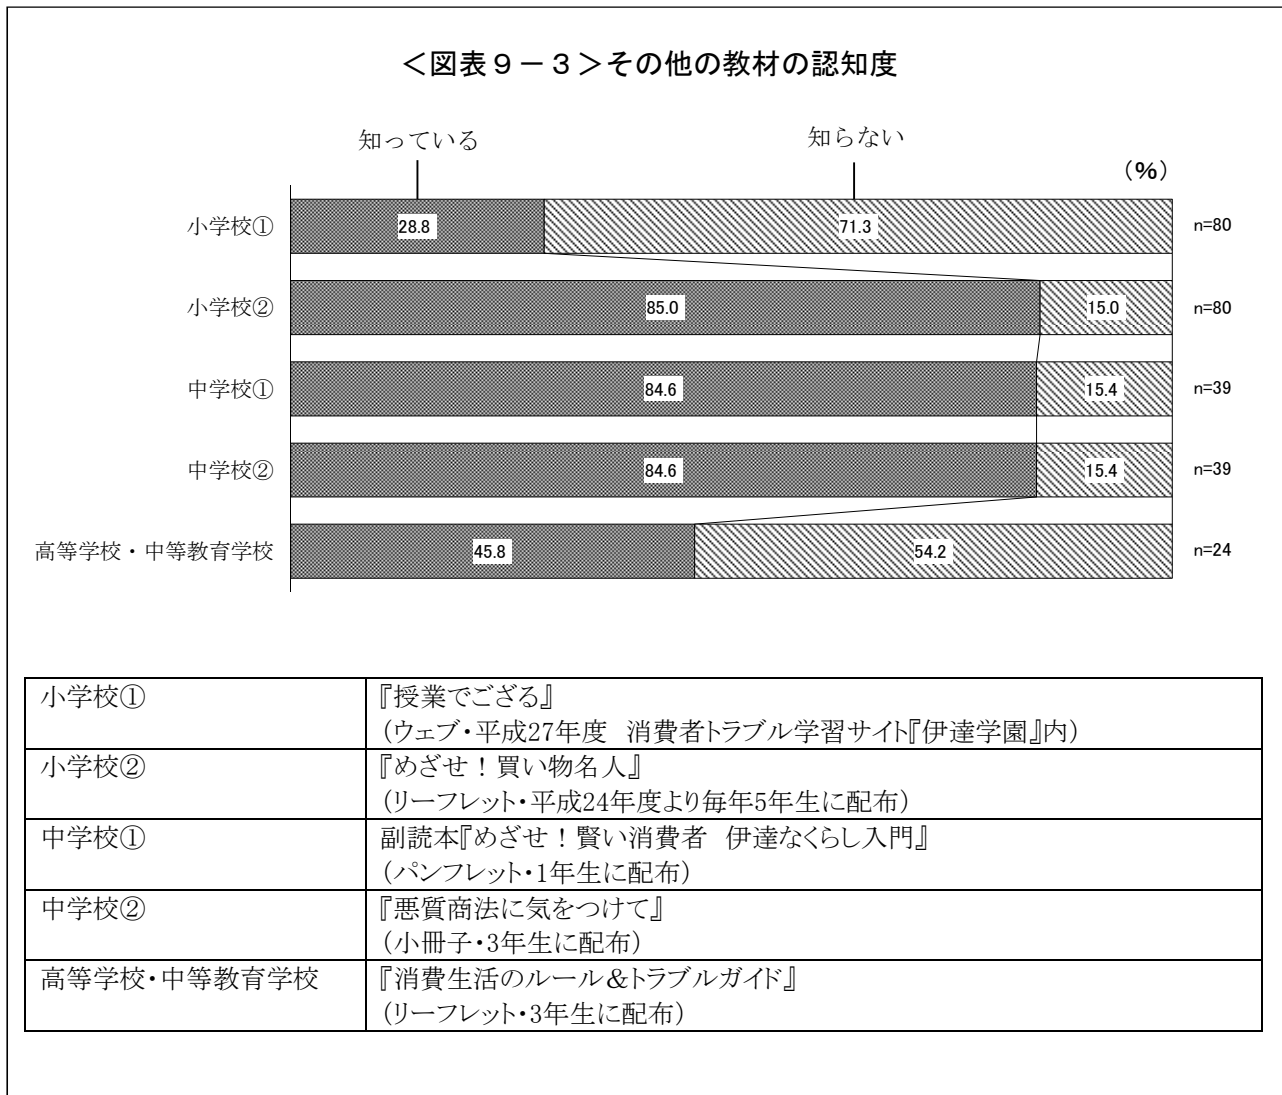 ＜図表９－３＞その他の教材の認知度
知っている 知らない
（％）
小学校① 28.8 71.3 n=80
小学校② 85.0 15.0 n=80
中学校① 84.6 15.4 n=39
中学校② 84.6 15.4 n=39
高等学校・中等教育学校 45.8 54.2 n=24
小学校① 『授業でござる』
（ウェブ・平成27年度　消費者トラブル学習サイト『伊達学園』内）
小学校② 『めざせ！買い物名人』
（リーフレット・平成24年度より毎年5年生に配布）
中学校① 副読本『めざせ！賢い消費者　伊達なくらし入門』
（パンフレット・1年生に配布）
中学校② 『悪質商法に気をつけて』
（小冊子・3年生に配布）
高等学校・中等教育学校 『消費生活のルール＆トラブルガイド』
（リーフレット・3年生に配布）